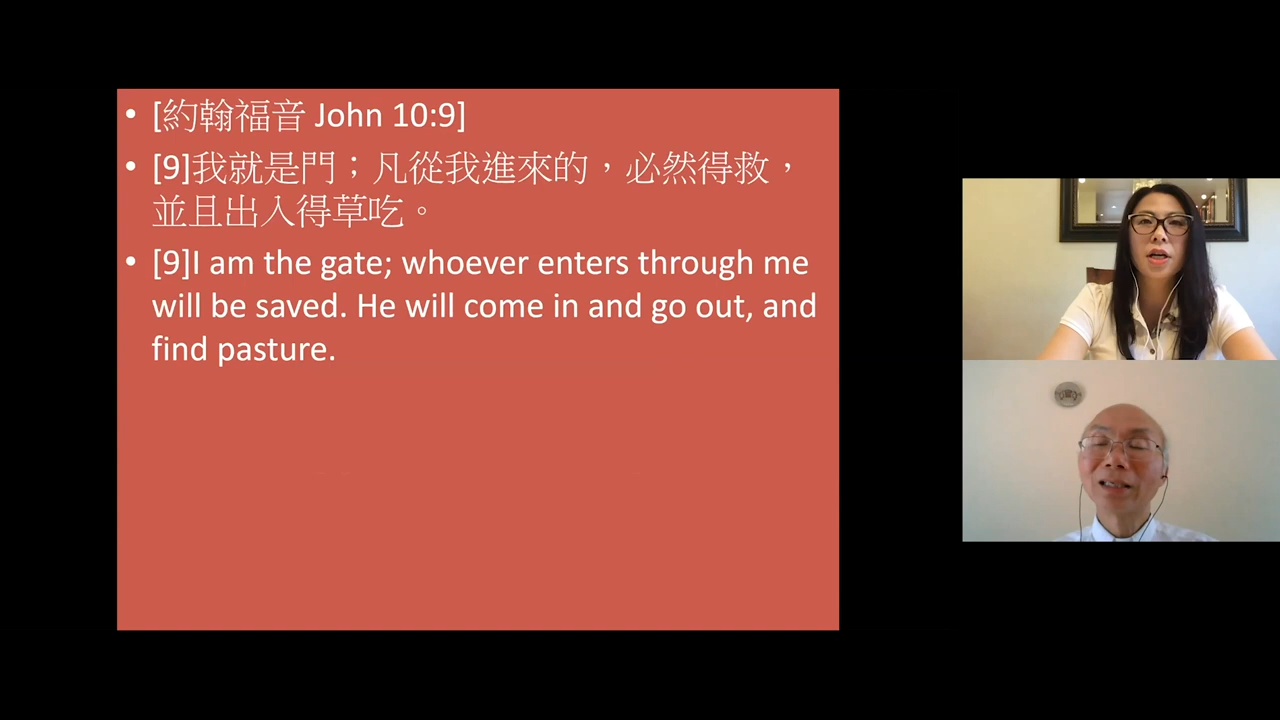 • [約翰福音 John 10:9]
• [9]我就是門；凡從我進來的，必然得救，
並且出入得草吃。
• [9]I am the gate; whoever enters through me
will be saved. He will come in and go out, and
find pasture.